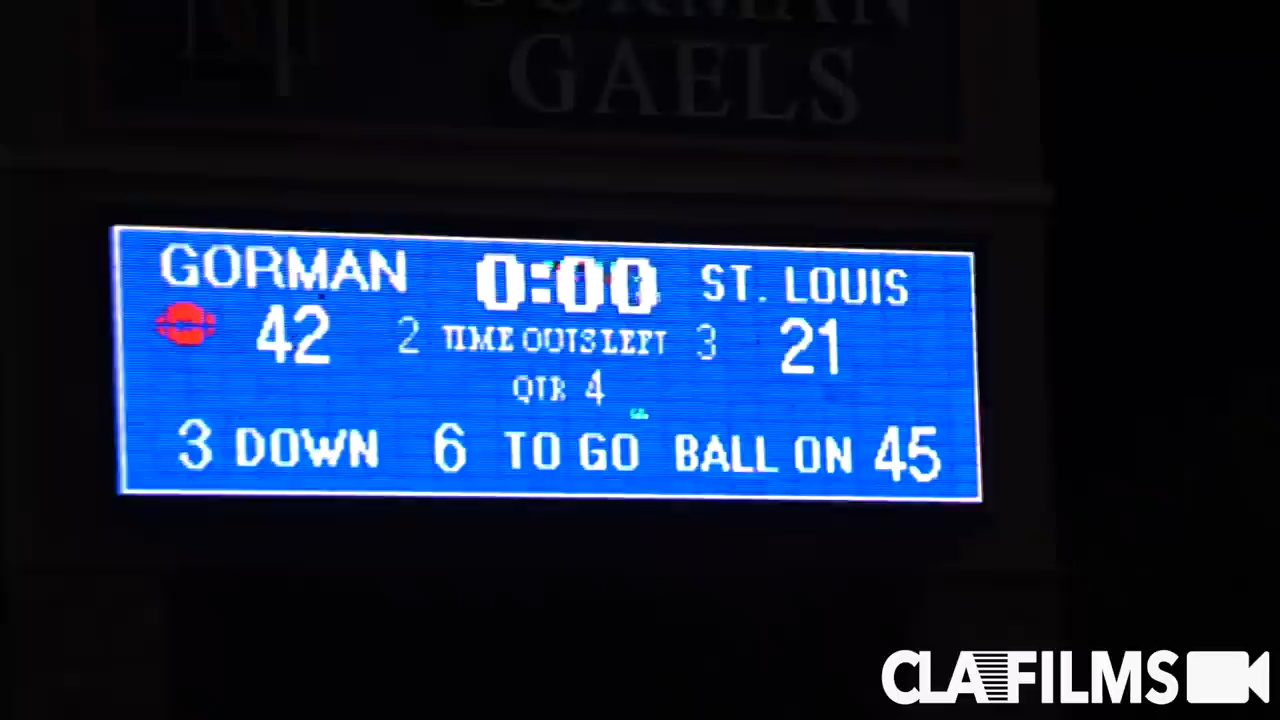 GORMAN
GAELS
GORMAN 0:00 ST. LOUIS
42 2 TIME OUTS LEFT 3 21
QTR 4
3 DOWN 6 TO GO BALL ON 45
CLAFILMS